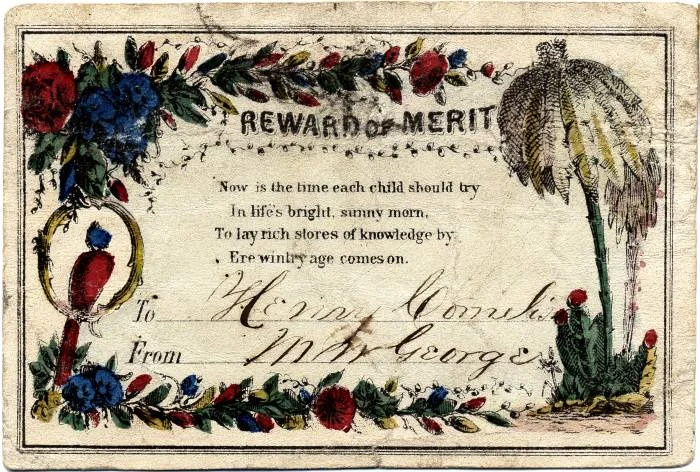 REWARD OF MERIT
Now is the time each child should try
In life's bright, sunny morn,
To lay rich stores of knowledge by
Ere wintry age comes on.
To Henry
From George